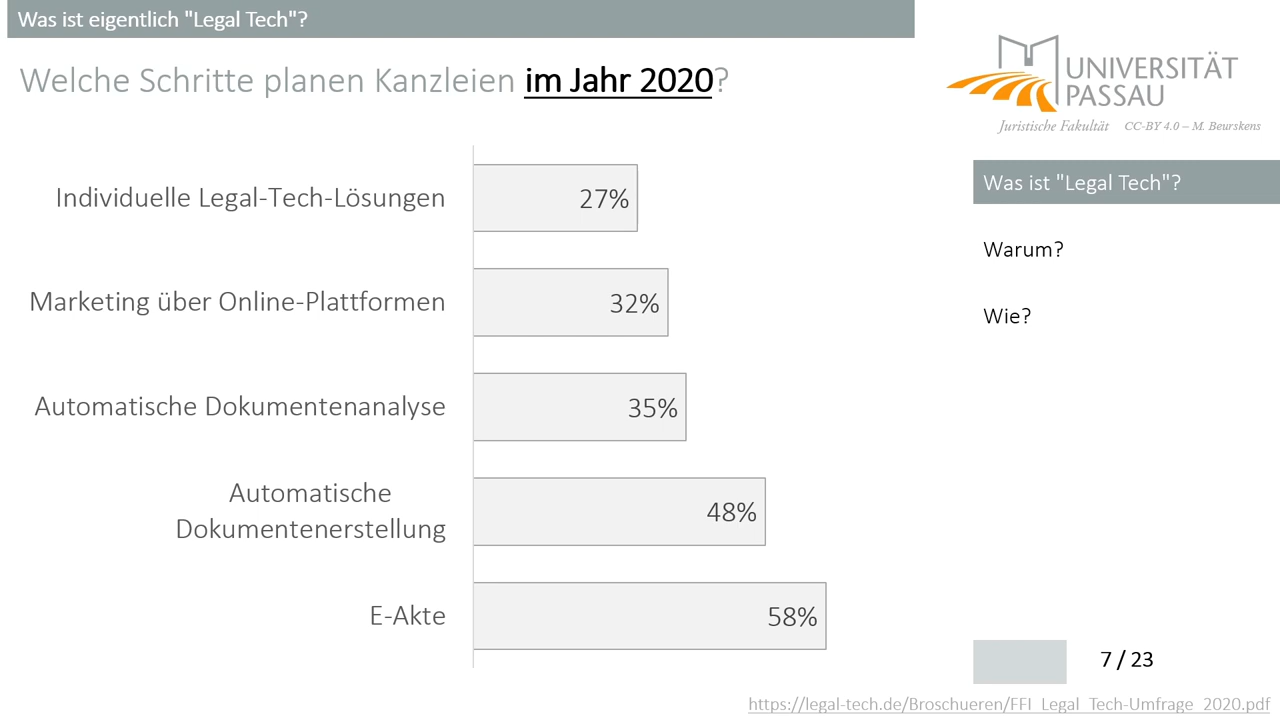 Was ist eigentlich "Legal Tech"?
Welche Schritte planen Kanzleien im Jahr 2020?
UNIVERSITÄT
PASSAU
Juristische Fakultät CC-BY 4.0 – M. Beurskens
Individuelle Legal-Tech-Lösungen 27%
Marketing über Online-Plattformen 32%
Automatische Dokumentenanalyse 35%
Automatische
Dokumentenerstellung 48%
E-Akte 58%
Was ist "Legal Tech"?
Warum?
Wie?
7 / 23
https://legal-tech.de/Broschueren/FFI_Legal_Tech-Umfrage_2020.pdf